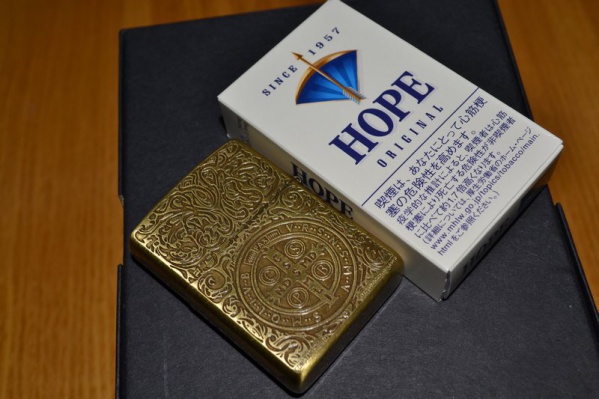 SINCE 1957
HOPE
ORIGINAL
喫煙は、あなたにとって心筋梗
塞の危険性を高めます。
疫学的な推計によると、喫煙者は心筋
梗塞により死亡する危険性が非喫煙者
に比べて約1.7倍高くなります。
(詳細については、厚生労働省のホーム・ページ
www.mhlw.go.jp/topics/tobacco/main.
htmlをご参照ください。)
HOPE